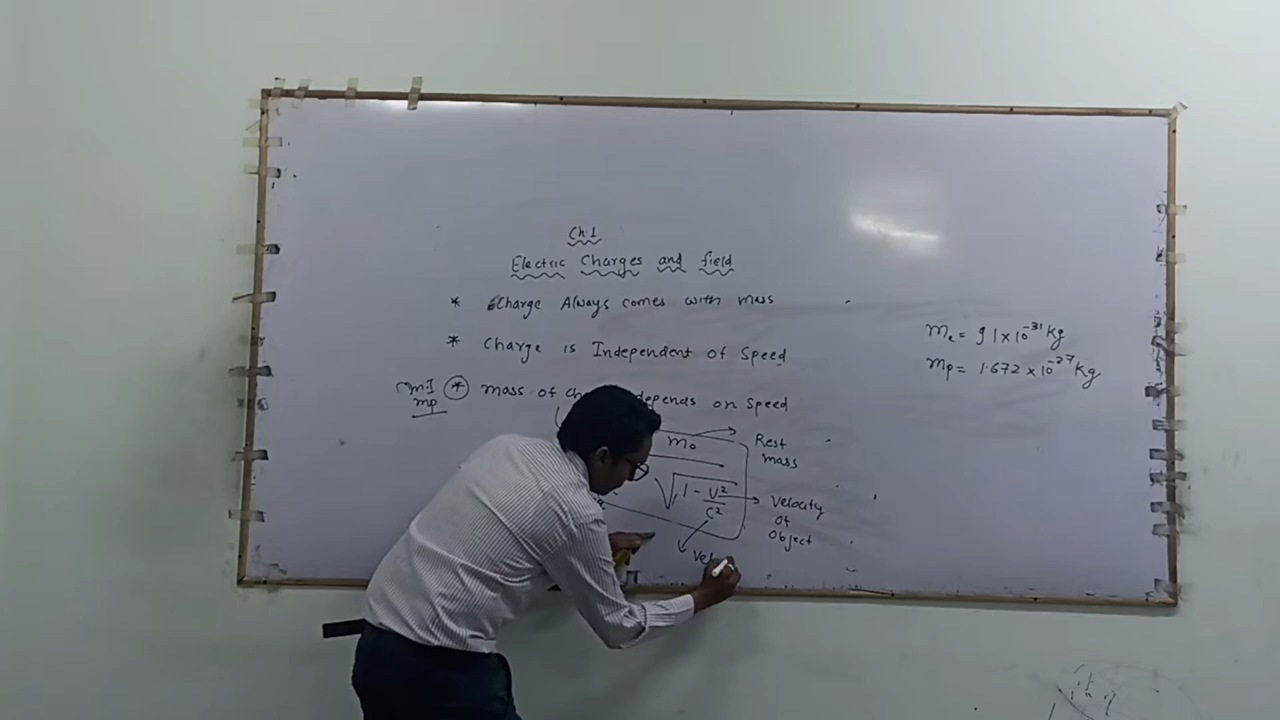 Ch.1
Electric Charges and field
* Charge Always comes with mass
* Charge is Independent of Speed
mp * mass of depends on Speed
m₀ → Rest mass
√1 - V²/C² → Velocity of Object
Vel
mₑ = 9.1 × 10⁻³¹ Kg
mp = 1.672 × 10⁻²⁷ Kg